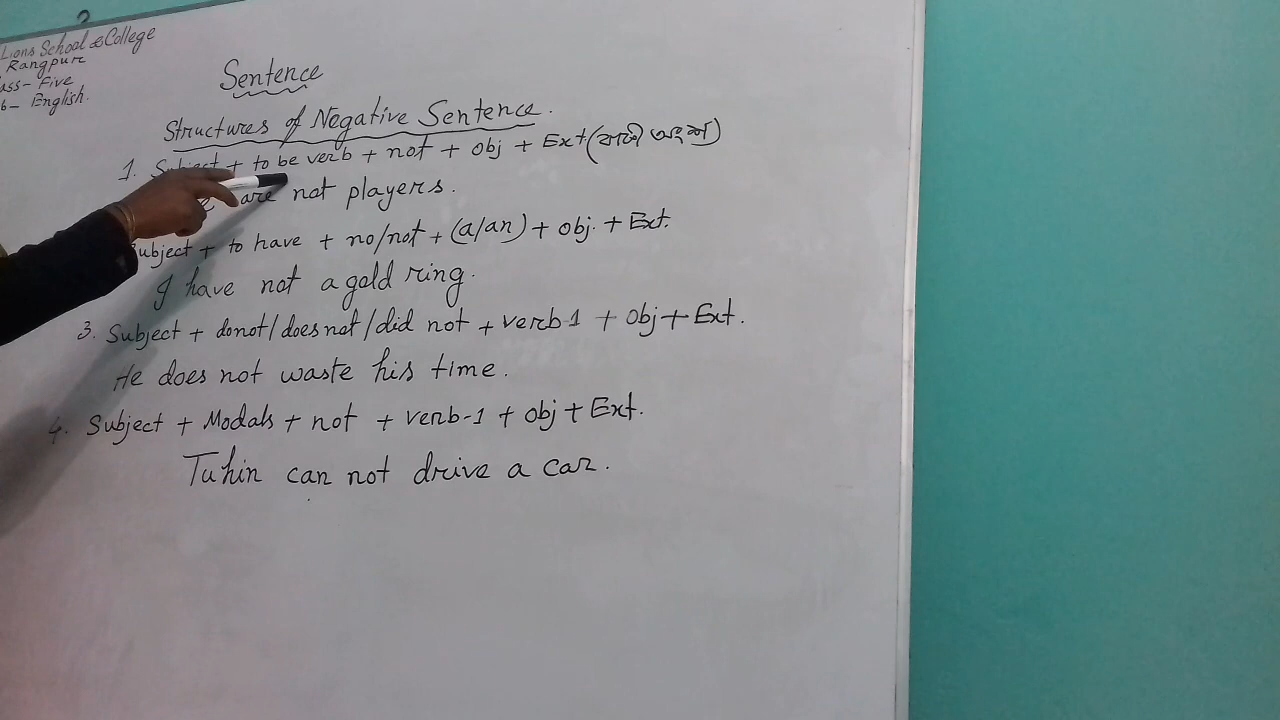 Lions School & College
Rangpur
ass- Five
b- English.
Sentence
Structures of Negative Sentence.
1. Subject + to be verb + not + obj + Ext (বাকী অংশ)
are not players.
Subject + to have + no/not + (a/an) + obj. + Ext.
I have not a gold ring.
3. Subject + donot/does not/did not + verb-1 + Obj + Ext.
He does not waste his time.
4. Subject + Modals + not + verb-1 + obj + Ext.
Tuhin can not drive a car.